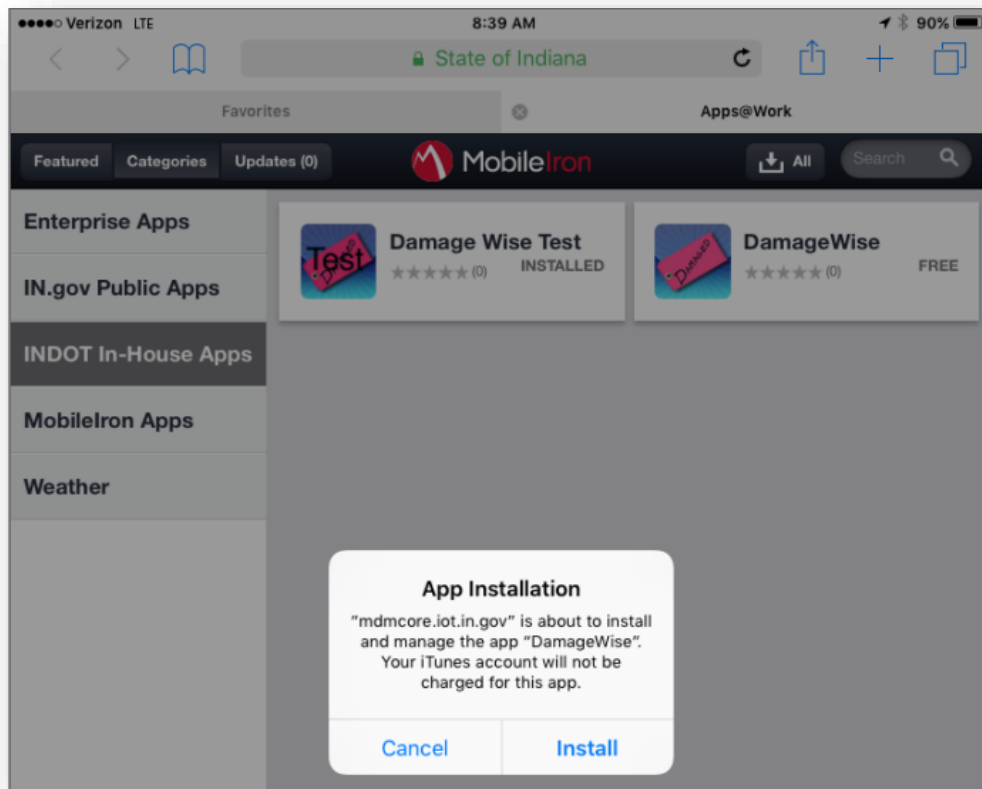 Verizon LTE
8:39 AM
90%
State of Indiana
Favorites
Apps@Work
Featured
Categories
Updates (0)
MobileIron
All
Search
Enterprise Apps
IN.gov Public Apps
INDOT In-House Apps
MobileIron Apps
Weather
Test
DAMAGED
Damage Wise Test
(0)
INSTALLED
DAMAGED
DamageWise
(0)
FREE
App Installation
"mdmcore.iot.in.gov" is about to install
and manage the app "DamageWise".
Your iTunes account will not be
charged for this app.
Cancel
Install